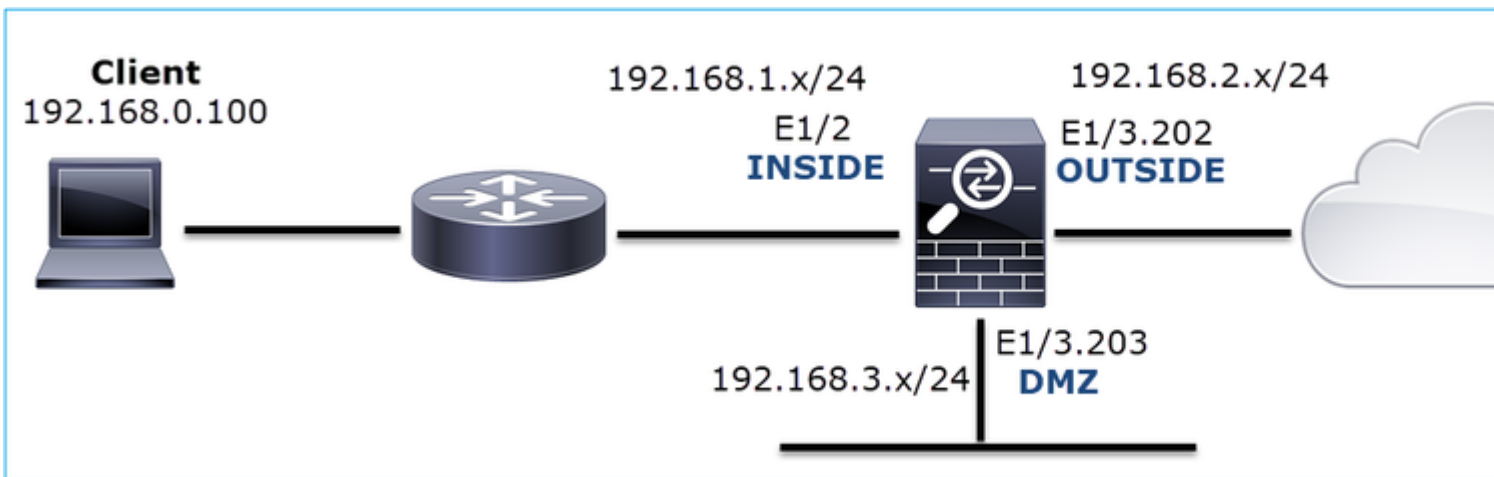 Client
192.168.0.100
192.168.1.x/24
E1/2
INSIDE
192.168.2.x/24
E1/3.202
OUTSIDE
E1/3.203
192.168.3.x/24
DMZ